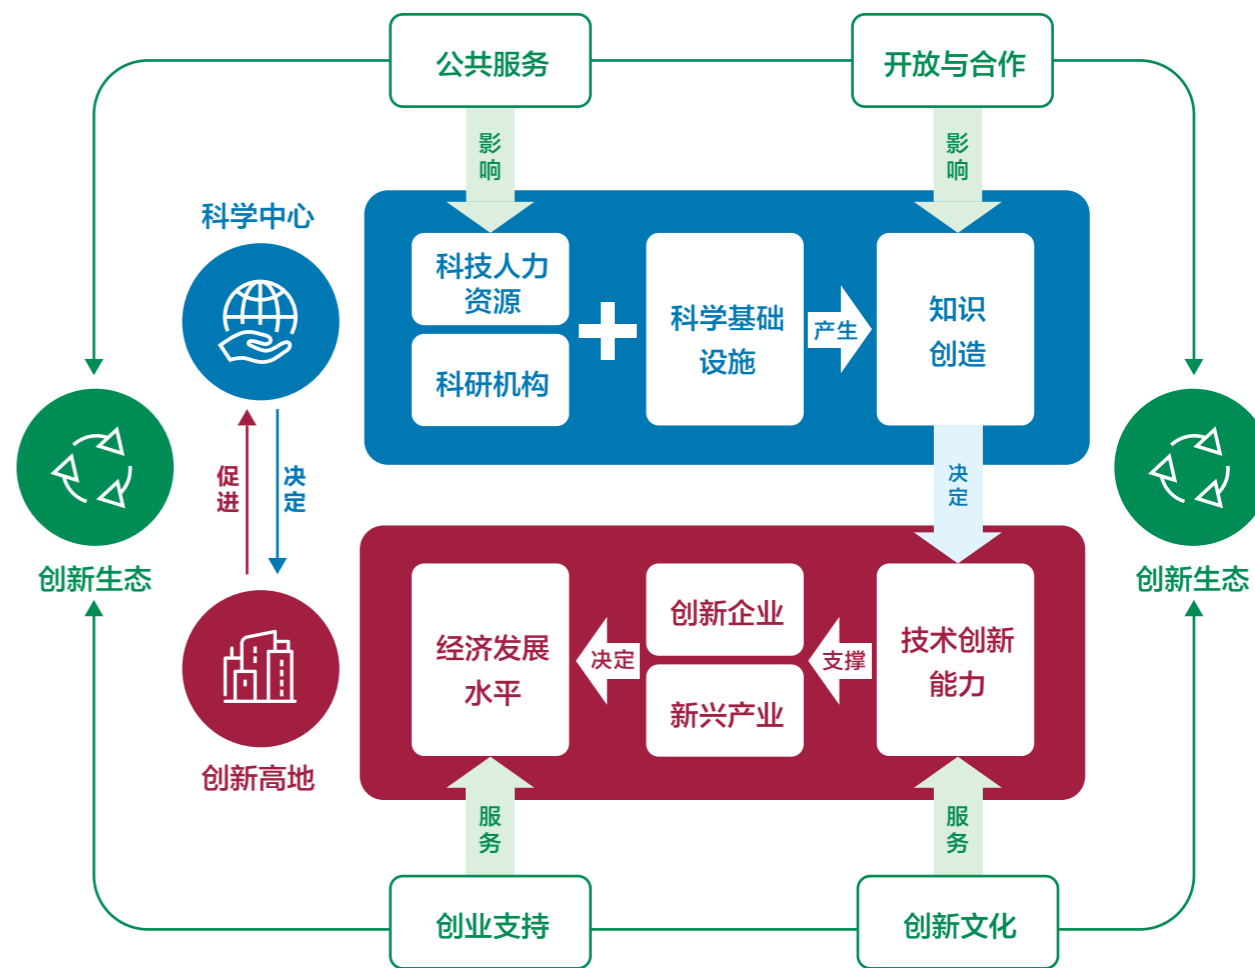 公共服务
开放与合作
影
响
影
响
科学中心
科技人力
资源
科研机构
科学基础
设施
产生
知识
创造
促
进
决
定
决
定
创新生态
创新生态
创新高地
经济发展
水平
决定
创新企业
新兴产业
支撑
技术创新
能力
服
务
服
务
创业支持
创新文化